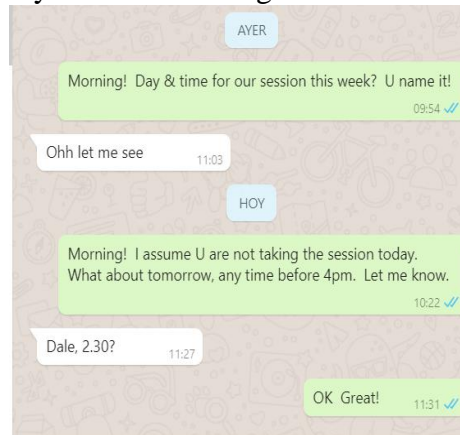 AYER
Morning! Day & time for our session this week? U name it!
09:54
Ohh let me see
11:03
HOY
Morning! I assume U are not taking the session today.
What about tomorrow, any time before 4pm. Let me know.
10:22
Dale, 2.30?
11:27
OK Great!
11:31